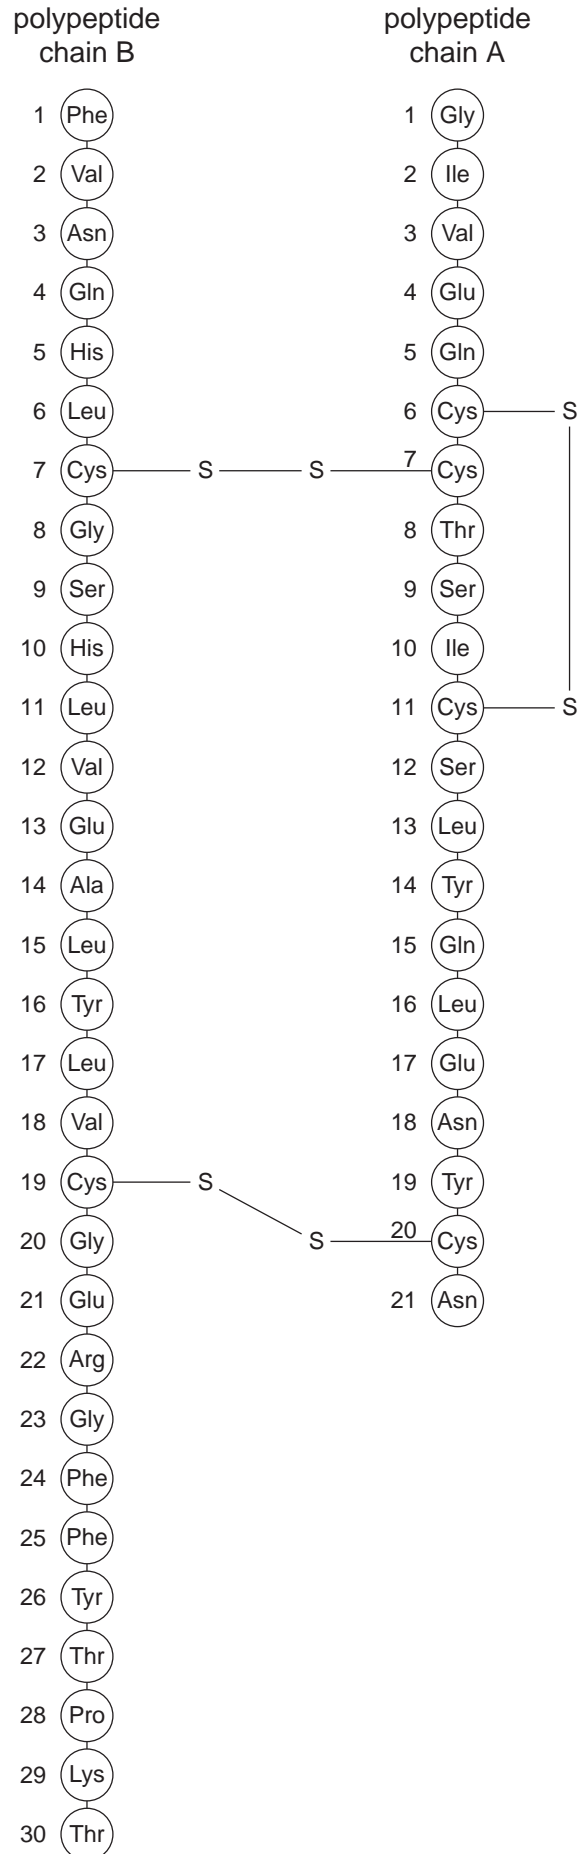 polypeptide polypeptide
chain B chain A
1 Phe 1 Gly
2 Val 2 Ile
3 Asn 3 Val
4 Gln 4 Glu
5 His 5 Gln
6 Leu 6 Cys S
7 Cys S S 7 Cys
8 Gly 8 Thr
9 Ser 9 Ser
10 His 10 Ile
11 Leu 11 Cys S
12 Val 12 Ser
13 Glu 13 Leu
14 Ala 14 Tyr
15 Leu 15 Gln
16 Tyr 16 Leu
17 Leu 17 Glu
18 Val 18 Asn
19 Cys S 19 Tyr
20 Gly S 20 Cys
21 Glu 21 Asn
22 Arg
23 Gly
24 Phe
25 Phe
26 Tyr
27 Thr
28 Pro
29 Lys
30 Thr